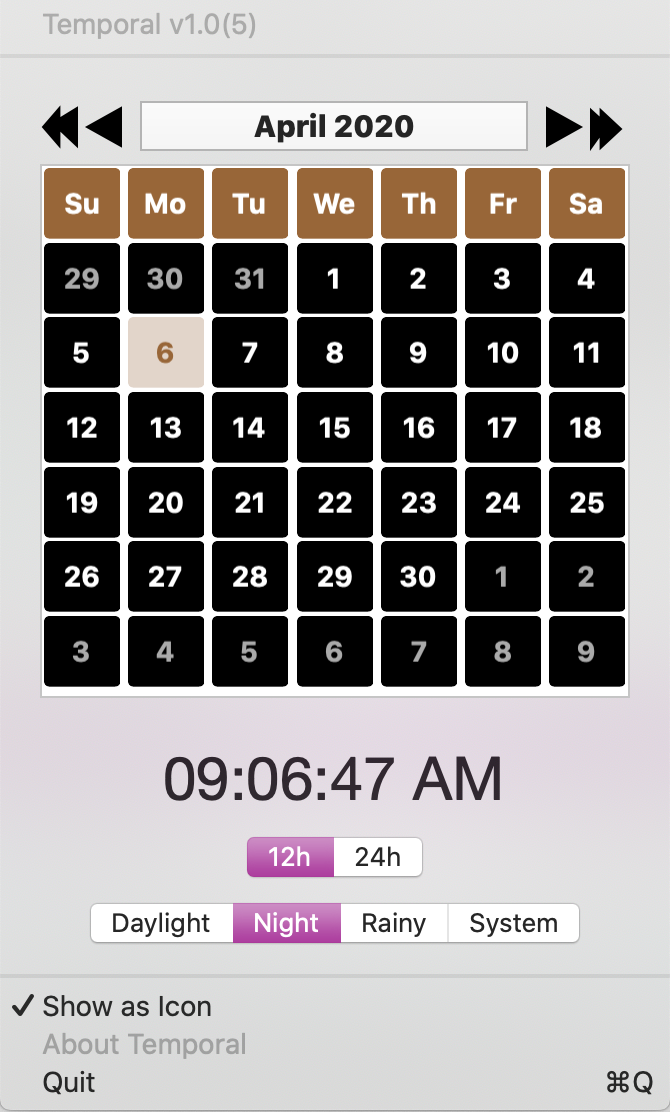 Temporal v1.0(5)
April 2020
Su Mo Tu We Th Fr Sa
29 30 31 1 2 3 4
5 6 7 8 9 10 11
12 13 14 15 16 17 18
19 20 21 22 23 24 25
26 27 28 29 30 1 2
3 4 5 6 7 8 9
09:06:47 AM
12h 24h
Daylight Night Rainy System
✓ Show as Icon
About Temporal
Quit ⌘Q